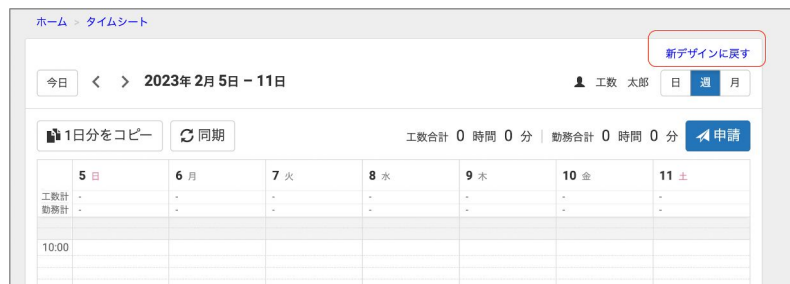 ホーム > タイムシート
新デザインに戻す
今日 < > 2023年 2月 5日 – 11日 工数 太郎 日 週 月
1日分をコピー 同期 工数合計 0 時間 0 分 | 勤務合計 0 時間 0 分 申請
5 日 6 月 7 火 8 水 9 木 10 金 11 土
工数計 - - - - - - -
勤務計 - - - - - - -
10:00